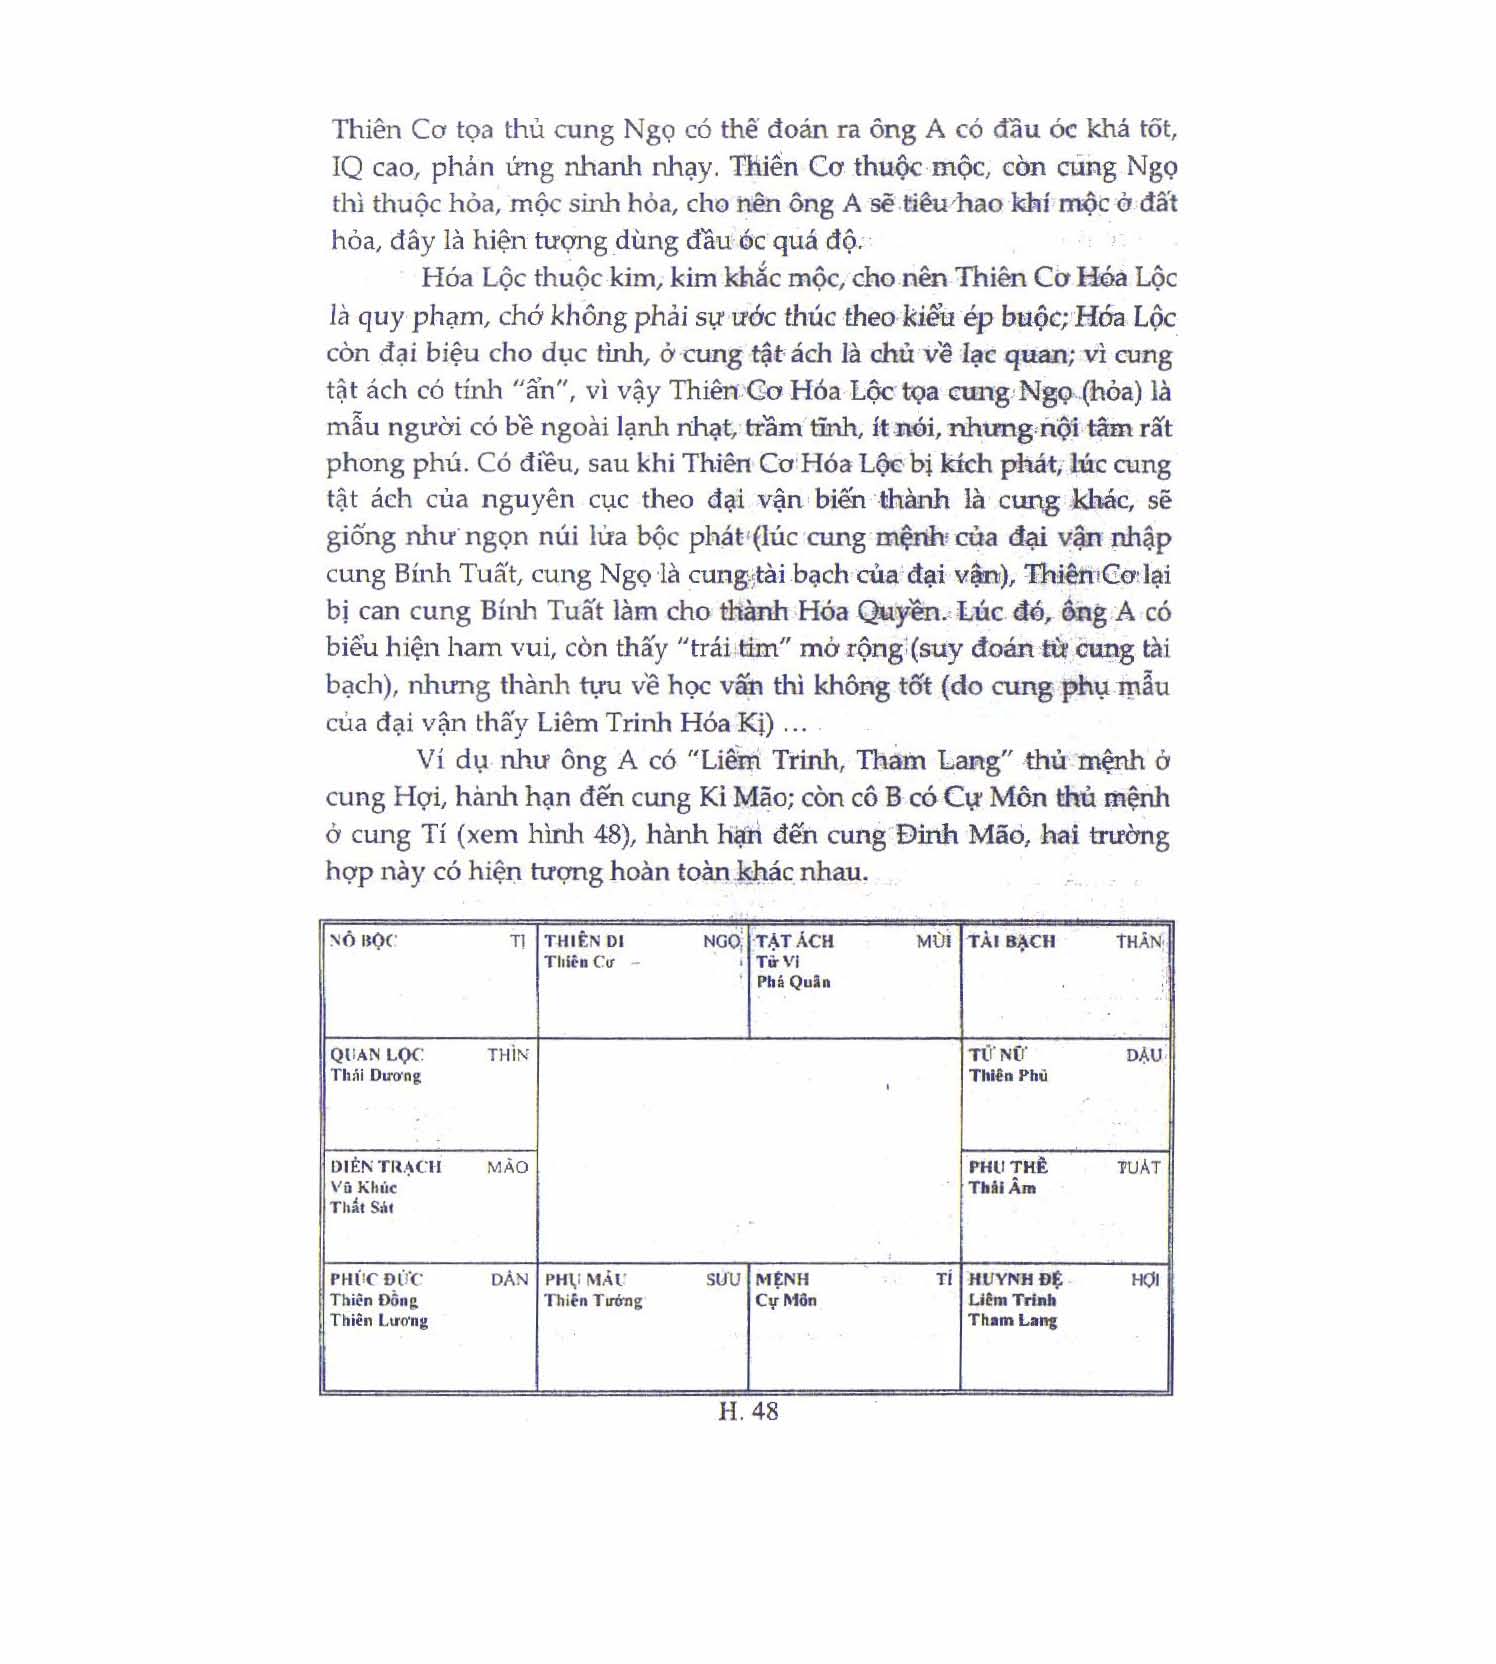 Thiên Cơ tọa thủ cung Ngọ có thể đoán ra ông A có đầu óc khá tốt,
IQ cao, phản ứng nhanh nhạy. Thiên Cơ thuộc mộc, còn cung Ngọ
thì thuộc hỏa, mộc sinh hỏa, cho nên ông A sẽ tiêu hao khí mộc ở đất
hỏa, đây là hiện tượng dùng đầu óc quá độ.
Hóa Lộc thuộc kim, kim khắc mộc, cho nên Thiên Cơ Hóa Lộc
là quy phạm, chớ không phải sự ước thúc theo kiểu ép buộc; Hóa Lộc
còn đại biệu cho dục tình, ở cung tật ách là chủ về lạc quan; vì cung
tật ách có tính "ẩn", vì vậy Thiên Cơ Hóa Lộc tọa cung Ngọ (hỏa) là
mẫu người có bề ngoài lạnh nhạt, trầm tĩnh, ít nói, nhưng nội tâm rất
phong phú. Có điều, sau khi Thiên Cơ Hóa Lộc bị kích phát, lúc cung
tật ách của nguyên cục theo đại vận biến thành là cung khác, sẽ
giống như ngọn núi lửa bộc phát (lúc cung mệnh của đại vận nhập
cung Bính Tuất, cung Ngọ là cung tài bạch của đại vận), Thiên Cơ lại
bị can cung Bính Tuất làm cho thành Hóa Quyền. Lúc đó, ông A có
biểu hiện ham vui, còn thấy "trái tim" mở rộng (suy đoán từ cung tài
bạch), nhưng thành tựu về học vấn thì không tốt (do cung phụ mẫu
của đại vận thấy Liêm Trinh Hóa Kị) ...
Ví dụ như ông A có "Liêm Trinh, Tham Lang" thủ mệnh ở
cung Hợi, hành hạn đến cung Kỉ Mão; còn cô B có Cự Môn thủ mệnh
ở cung Tí (xem hình 48), hành hạn đến cung Đinh Mão, hai trường
hợp này có hiện tượng hoàn toàn khác nhau.
NÔ BỘC TỊ THIÊN DI NGỌ TẬT ÁCH MÙI TÀI BẠCH THÂN
Thiên Cơ Tử Vi
Phá Quân
QUAN LỘC THÌN TỬ NỮ DẬU
Thái Dương Thiên Phủ
ĐIỀN TRẠCH MÃO PHU THÊ TUẤT
Vũ Khúc Thái Âm
Thất Sát
PHÚC ĐỨC DẦN PHỤ MẪU SỬU MỆNH TÍ HUYNH ĐỆ HỢI
Thiên Đồng Thiên Tướng Cự Môn Liêm Trinh
Thiên Lương Tham Lang
H. 48